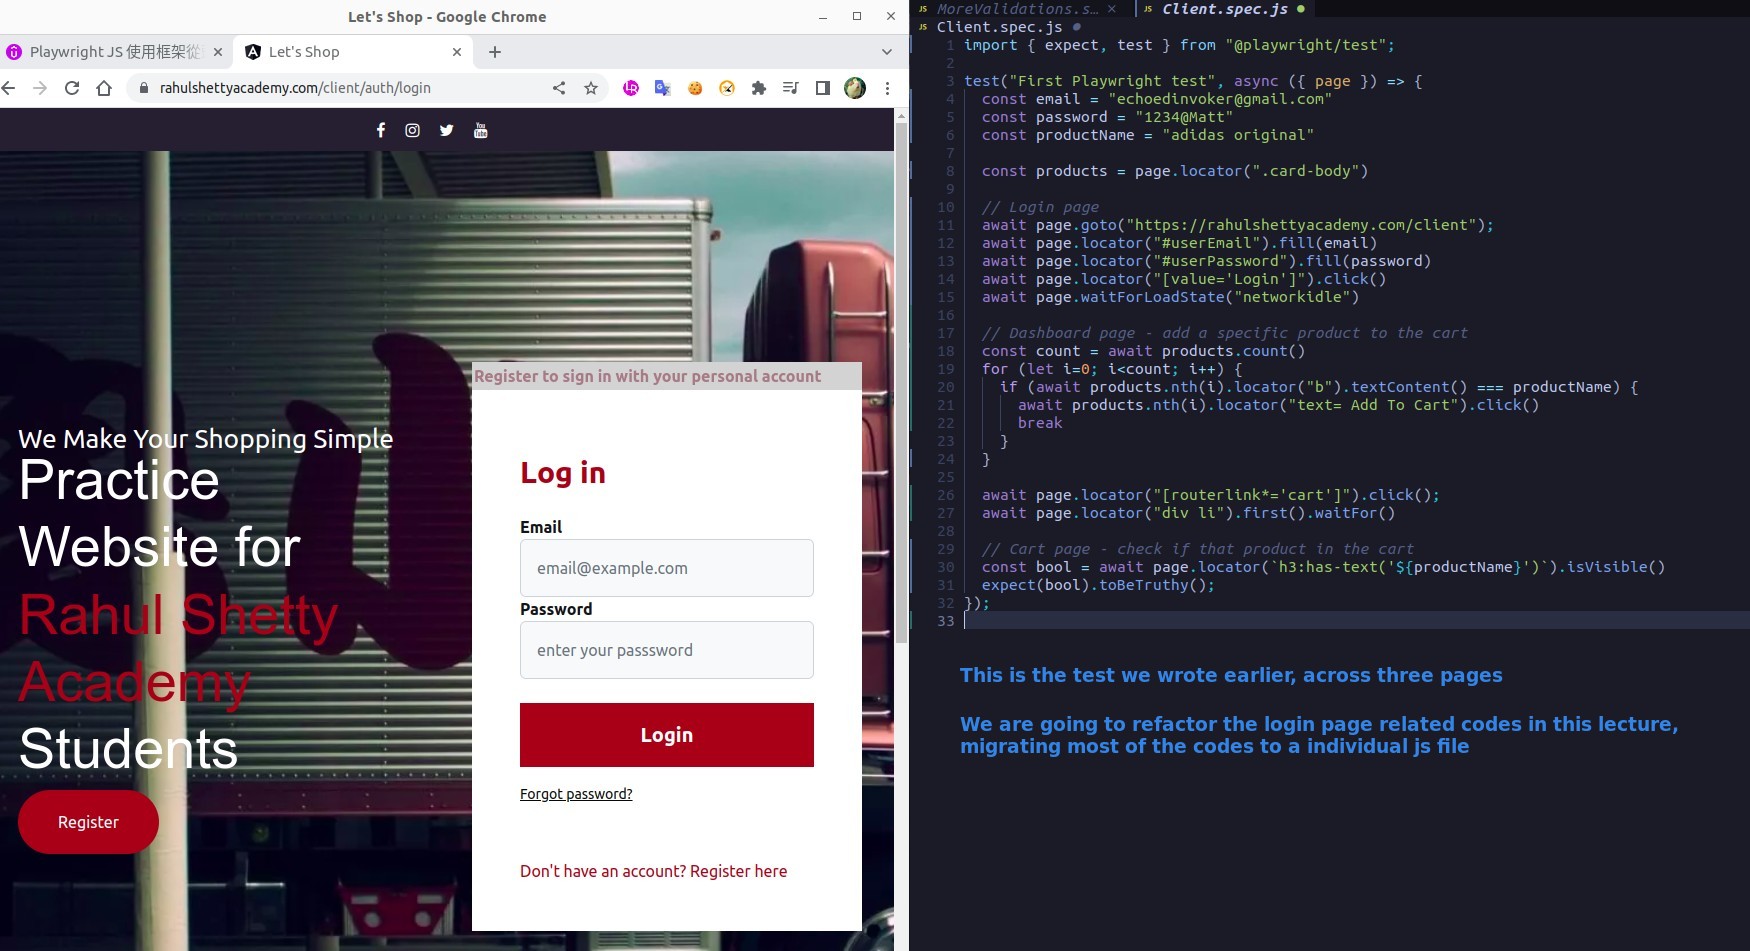 Let's Shop - Google Chrome
Playwright JS 使用框架從
Let's Shop
rahulshettyacademy.com/client/auth/login
You
Tube
Register to sign in with your personal account
We Make Your Shopping Simple
Practice
Website for
Rahul Shetty
Academy
Students
Register
Log in
Email
email@example.com
Password
enter your passsword
Login
Forgot password?
Don't have an account? Register here
JS MoreValidations.s…
JS Client.spec.js
JS Client.spec.js
1 import { expect, test } from "@playwright/test";
2
3 test("First Playwright test", async ({ page }) => {
4   const email = "echoedinvoker@gmail.com"
5   const password = "1234@Matt"
6   const productName = "adidas original"
7
8   const products = page.locator(".card-body")
9
10   // Login page
11   await page.goto("https://rahulshettyacademy.com/client");
12   await page.locator("#userEmail").fill(email)
13   await page.locator("#userPassword").fill(password)
14   await page.locator("[value='Login']").click()
15   await page.waitForLoadState("networkidle")
16
17   // Dashboard page - add a specific product to the cart
18   const count = await products.count()
19   for (let i=0; i<count; i++) {
20     if (await products.nth(i).locator("b").textContent() === productName) {
21       await products.nth(i).locator("text= Add To Cart").click()
22       break
23     }
24   }
25
26   await page.locator("[routerlink*='cart']").click();
27   await page.locator("div li").first().waitFor()
28
29   // Cart page - check if that product in the cart
30   const bool = await page.locator(`h3:has-text('${productName}')`).isVisible()
31   expect(bool).toBeTruthy();
32 });
33
This is the test we wrote earlier, across three pages
We are going to refactor the login page related codes in this lecture,
migrating most of the codes to a individual js file